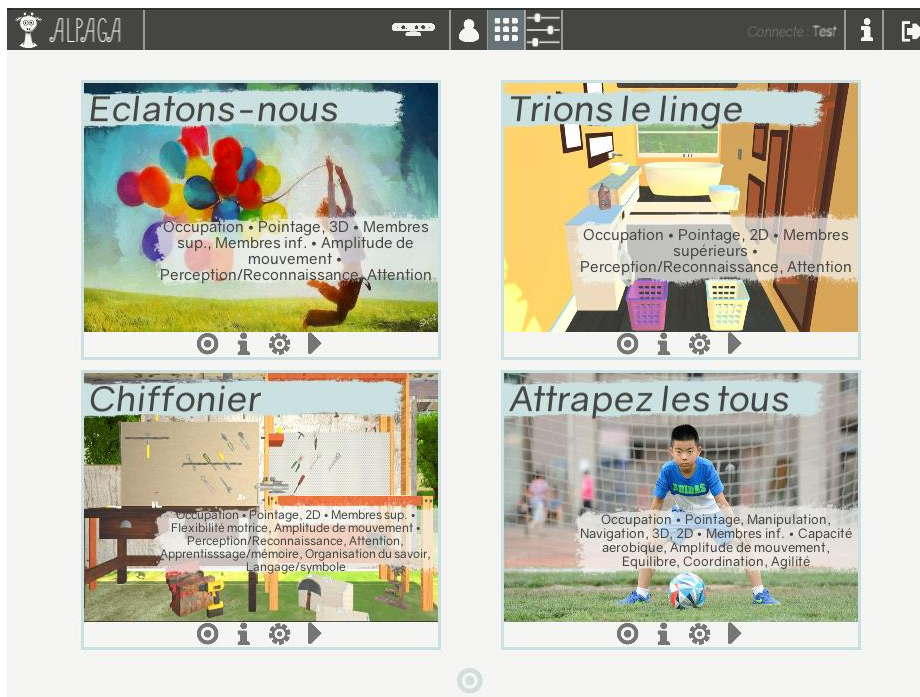 ALPAGA
Connecté : Test
Eclatons-nous
Occupation • Pointage, 3D • Membres
sup., Membres inf. • Amplitude de
mouvement •
Perception/Reconnaissance, Attention
Trions le linge
Occupation • Pointage, 2D • Membres
supérieurs •
Perception/Reconnaissance, Attention
Chiffonier
Occupation • Pointage, 2D • Membres sup. •
Flexibilité motrice, Amplitude de mouvement •
Perception/Reconnaissance, Attention,
Apprentisssage/mémoire, Organisation du savoir,
Langage/symbole
Attrapez les tous
Occupation • Pointage, Manipulation,
Navigation, 3D, 2D • Membres inf. • Capacité
aerobique, Amplitude de mouvement,
Equilibre, Coordination, Agilité